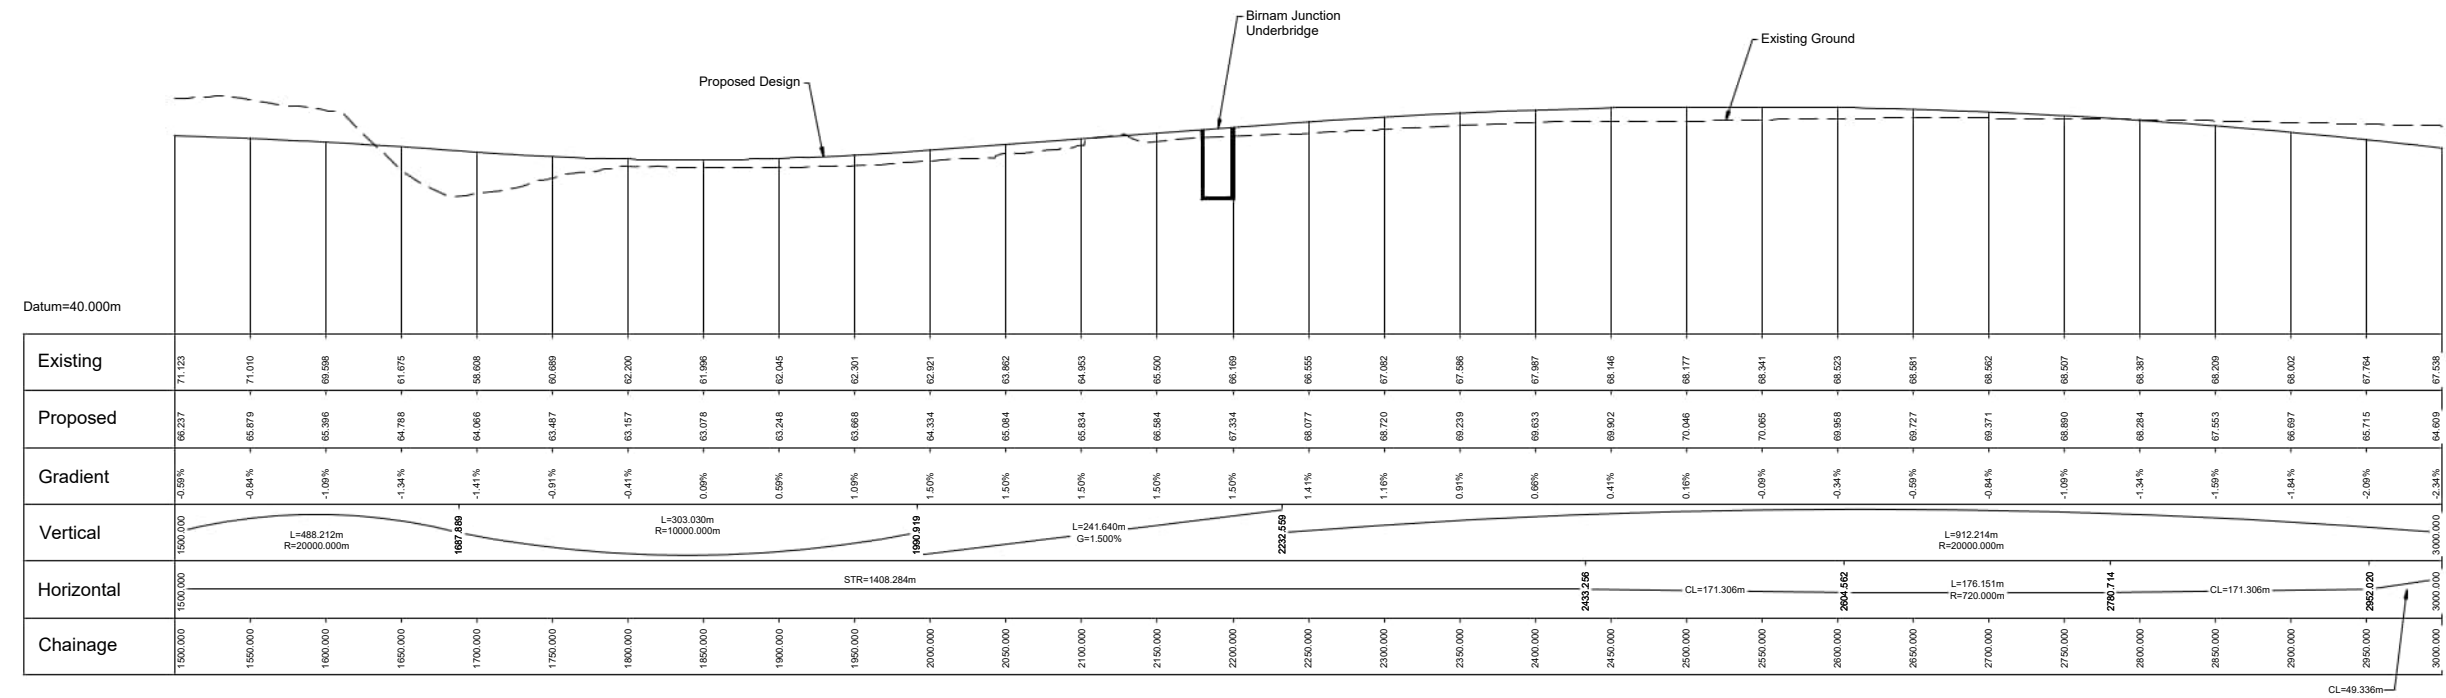 Birnam Junction
Underbridge
Existing Ground
Proposed Design
Datum=40.000m
Existing 71.123 71.010 69.598 61.675 58.608 60.689 62.200 61.996 62.045 62.301 62.921 63.862 64.953 65.500 66.169 66.555 67.082 67.586 67.987 68.146 68.177 68.341 68.523 68.581 68.562 68.507 68.387 68.209 68.002 67.764 67.538
Proposed 66.237 65.879 65.396 64.788 64.066 63.487 63.157 63.078 63.248 63.668 64.334 65.084 65.834 66.584 67.334 68.077 68.720 69.239 69.633 69.902 70.046 70.065 69.958 69.727 69.371 68.890 68.284 67.553 66.697 65.715 64.609
Gradient -0.59% -0.84% -1.09% -1.34% -1.41% -0.91% -0.41% 0.09% 0.59% 1.09% 1.50% 1.50% 1.50% 1.50% 1.50% 1.41% 1.16% 0.91% 0.66% 0.41% 0.16% -0.09% -0.34% -0.59% -0.84% -1.09% -1.34% -1.59% -1.84% -2.09% -2.34%
Vertical
1500.000
L=488.212m
R=20000.000m
1687.889
L=303.030m
R=10000.000m
1990.919
L=241.640m
G=1.500%
2232.559
L=912.214m
R=20000.000m
3000.000
Horizontal
1500.000
STR=1408.284m
2433.256
CL=171.306m
2604.562
L=176.151m
R=720.000m
2780.714
CL=171.306m
2952.020
3000.000
Chainage 1500.000 1550.000 1600.000 1650.000 1700.000 1750.000 1800.000 1850.000 1900.000 1950.000 2000.000 2050.000 2100.000 2150.000 2200.000 2250.000 2300.000 2350.000 2400.000 2450.000 2500.000 2550.000 2600.000 2650.000 2700.000 2750.000 2800.000 2850.000 2900.000 2950.000 3000.000
CL=49.336m